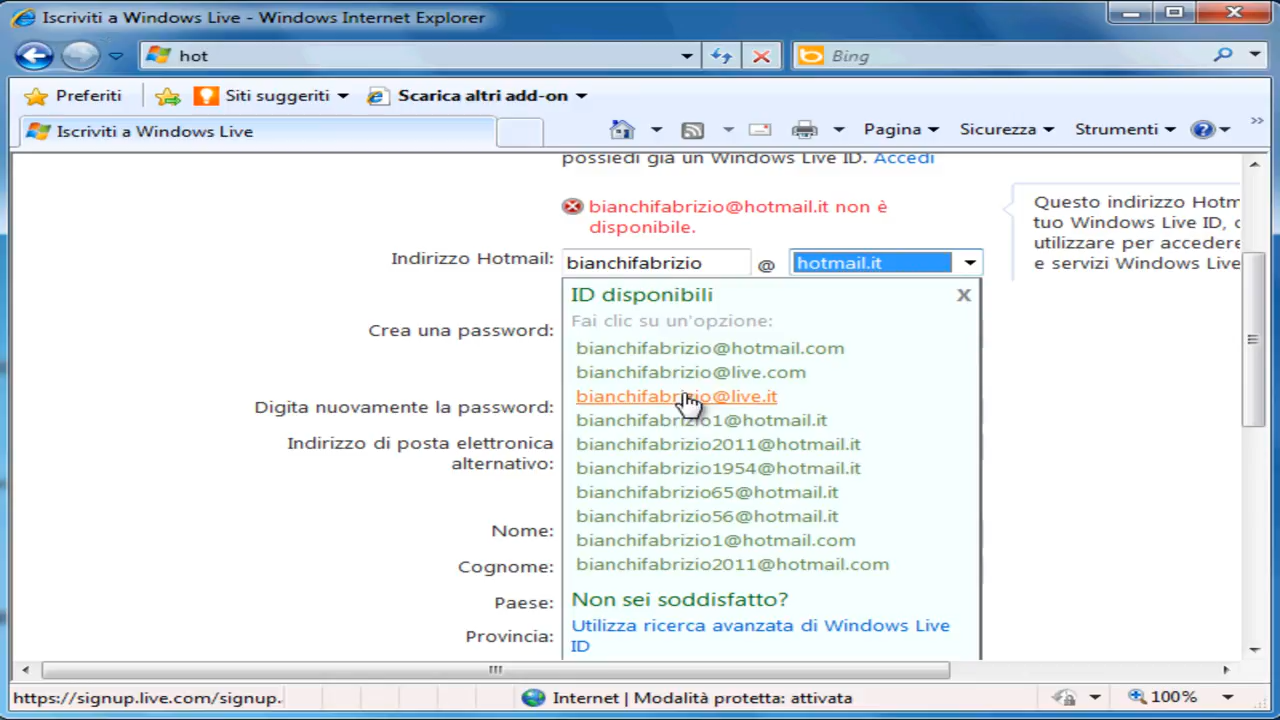 Iscriviti a Windows Live - Windows Internet Explorer
hot
Bing
Preferiti
Siti suggeriti
Scarica altri add-on
Iscriviti a Windows Live
Pagina
Sicurezza
Strumenti
»
possiedi già un Windows Live ID. Accedi
bianchifabrizio@hotmail.it non è
disponibile.
Questo indirizzo Hotm
tuo Windows Live ID, c
utilizzare per accedere
e servizi Windows Live
Indirizzo Hotmail: bianchifabrizio @ hotmail.it
ID disponibili x
Fai clic su un'opzione:
Crea una password:
bianchifabrizio@hotmail.com
bianchifabrizio@live.com
bianchifabrizio@live.it
Digita nuovamente la password:
bianchifabrizio1@hotmail.it
Indirizzo di posta elettronica
alternativo:
bianchifabrizio2011@hotmail.it
bianchifabrizio1954@hotmail.it
bianchifabrizio65@hotmail.it
bianchifabrizio56@hotmail.it
Nome:
bianchifabrizio1@hotmail.com
Cognome:
bianchifabrizio2011@hotmail.com
Paese:
Non sei soddisfatto?
Provincia:
Utilizza ricerca avanzata di Windows Live
ID
https://signup.live.com/signup.
Internet | Modalità protetta: attivata
100%